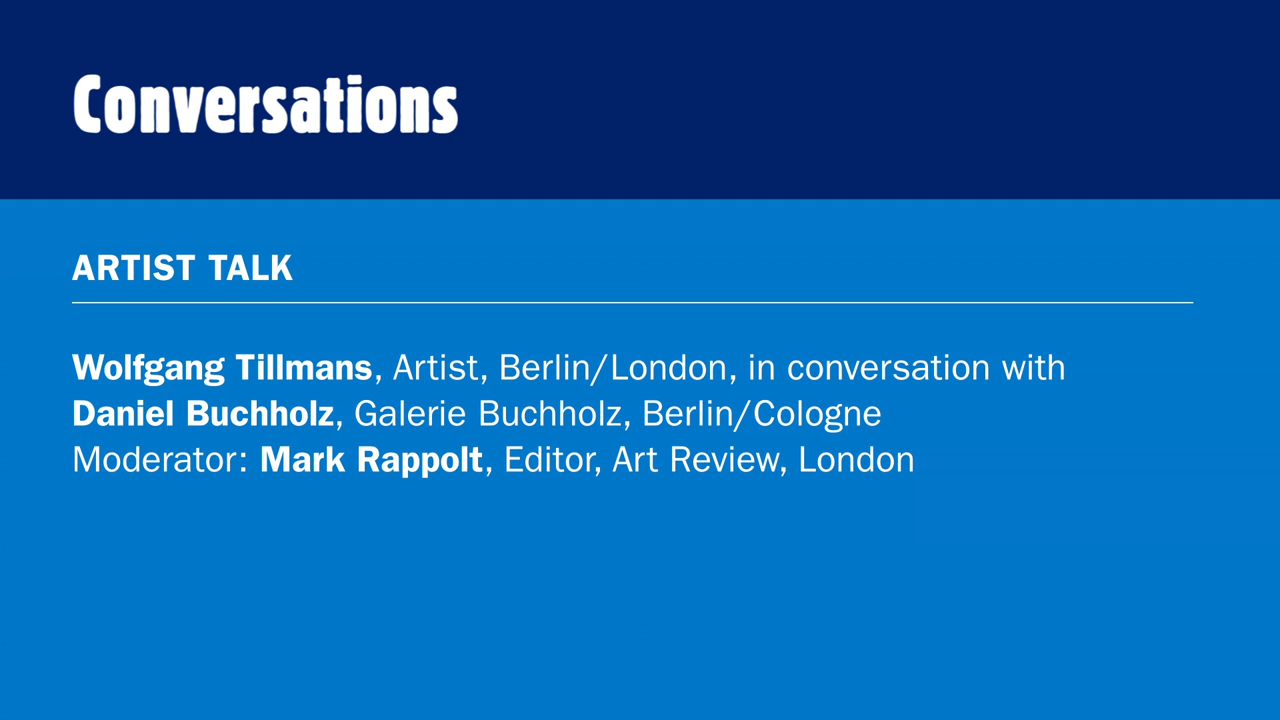 Conversations
ARTIST TALK
Wolfgang Tillmans, Artist, Berlin/London, in conversation with
Daniel Buchholz, Galerie Buchholz, Berlin/Cologne
Moderator: Mark Rappolt, Editor, Art Review, London